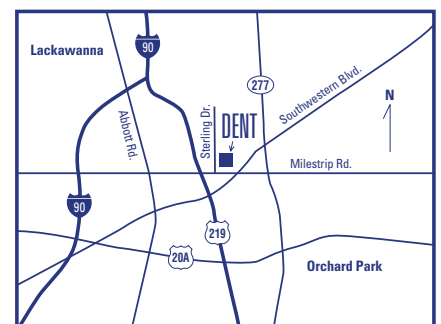 90
Lackawanna
277
Southwestern Blvd.
N
Abbott Rd.
Sterling Dr.
DENT
Milestrip Rd.
90
219
20A
Orchard Park